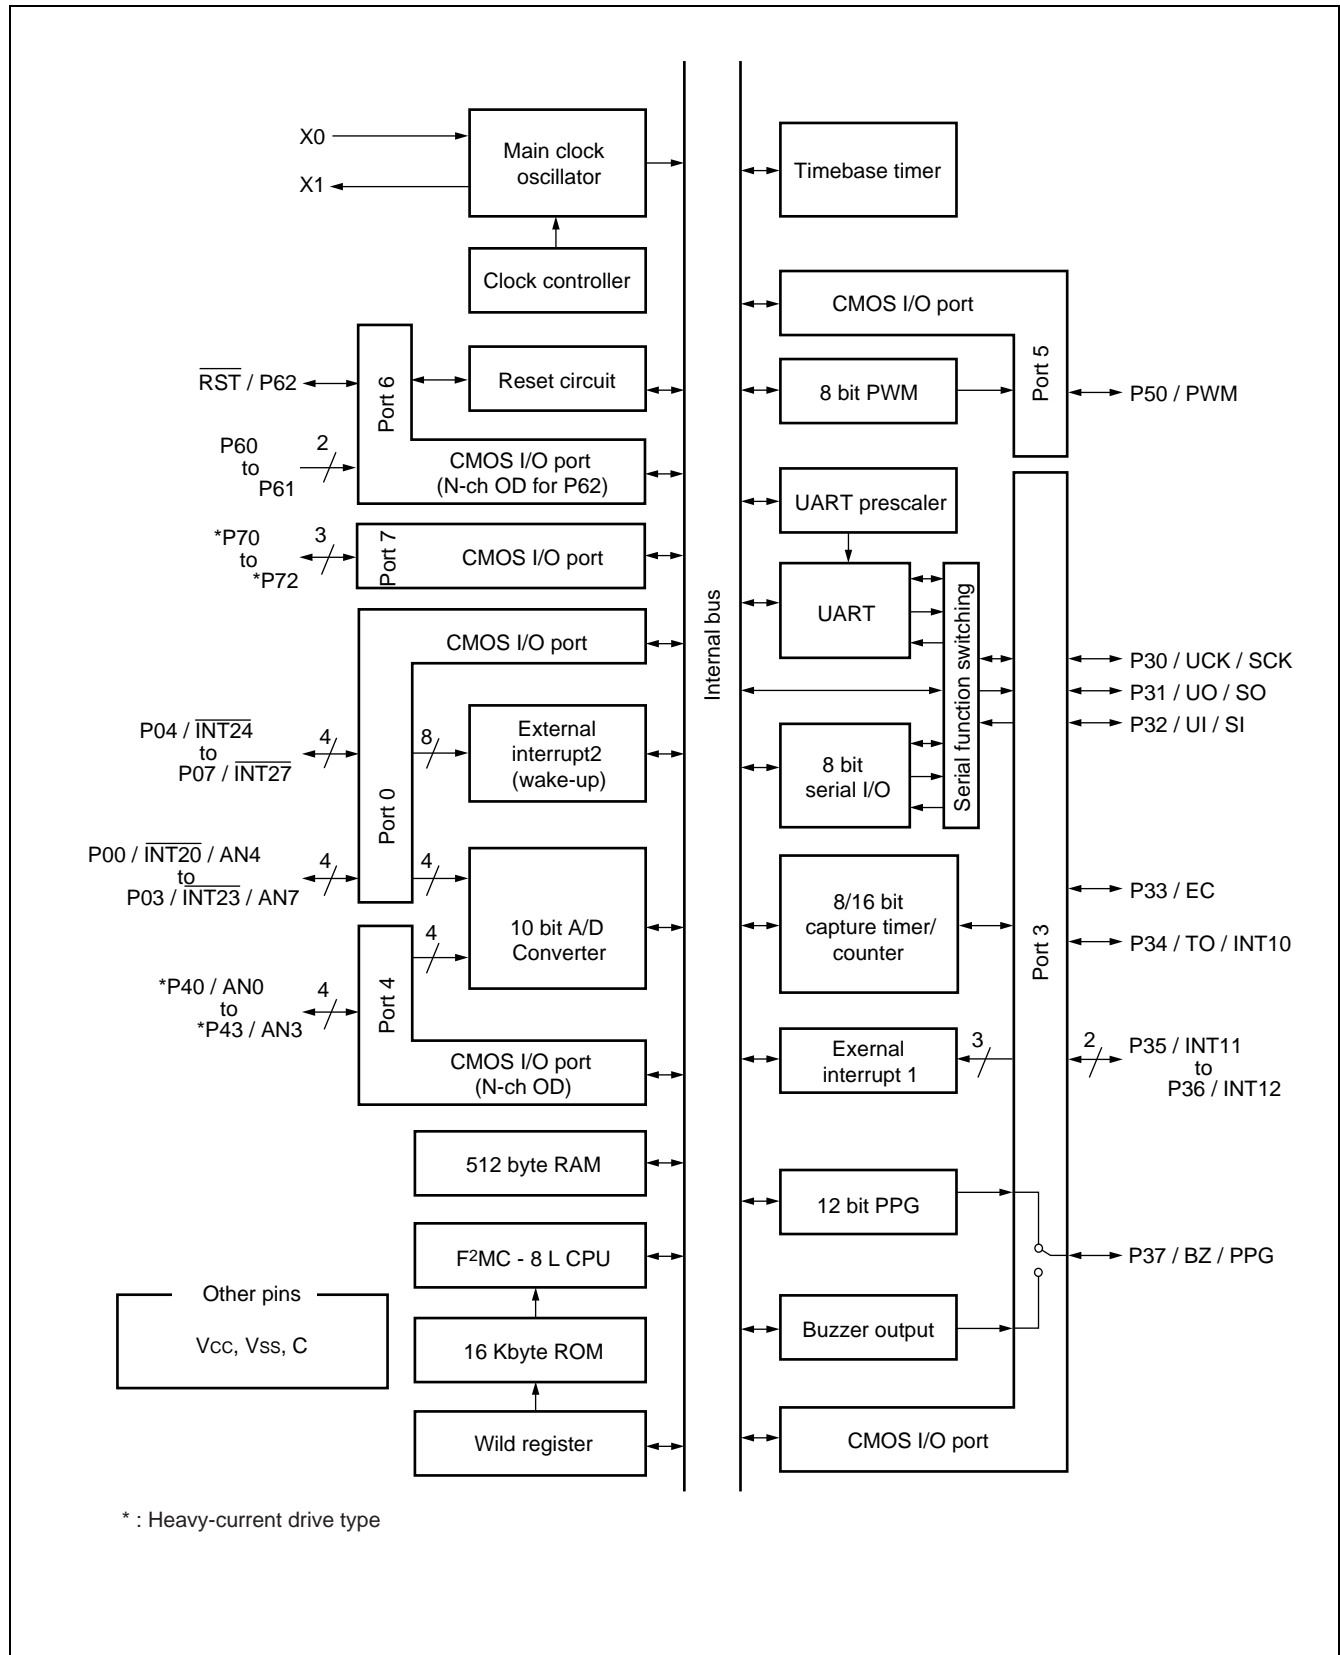 X0
X1
Main clock
oscillator
Clock controller
RST / P62
Port 6
Reset circuit
P60
to
P61
2
CMOS I/O port
(N-ch OD for P62)
*P70
to
*P72
3
Port 7
CMOS I/O port
CMOS I/O port
Port 0
P04 / INT24
to
P07 / INT27
4
8
External
interrupt2
(wake-up)
P00 / INT20 / AN4
to
P03 / INT23 / AN7
4
4
10 bit A/D
Converter
4
*P40 / AN0
to
*P43 / AN3
4
Port 4
CMOS I/O port
(N-ch OD)
512 byte RAM
F2MC - 8 L CPU
16 Kbyte ROM
Wild register
Other pins
VCC, VSS, C
Internal bus
Timebase timer
CMOS I/O port
Port 5
8 bit PWM
P50 / PWM
UART prescaler
UART
Serial function switching
8 bit
serial I/O
P30 / UCK / SCK
P31 / UO / SO
P32 / UI / SI
8/16 bit
capture timer/
counter
Port 3
P33 / EC
P34 / TO / INT10
Exernal
interrupt 1
3
2
P35 / INT11
to
P36 / INT12
12 bit PPG
P37 / BZ / PPG
Buzzer output
CMOS I/O port
* : Heavy-current drive type